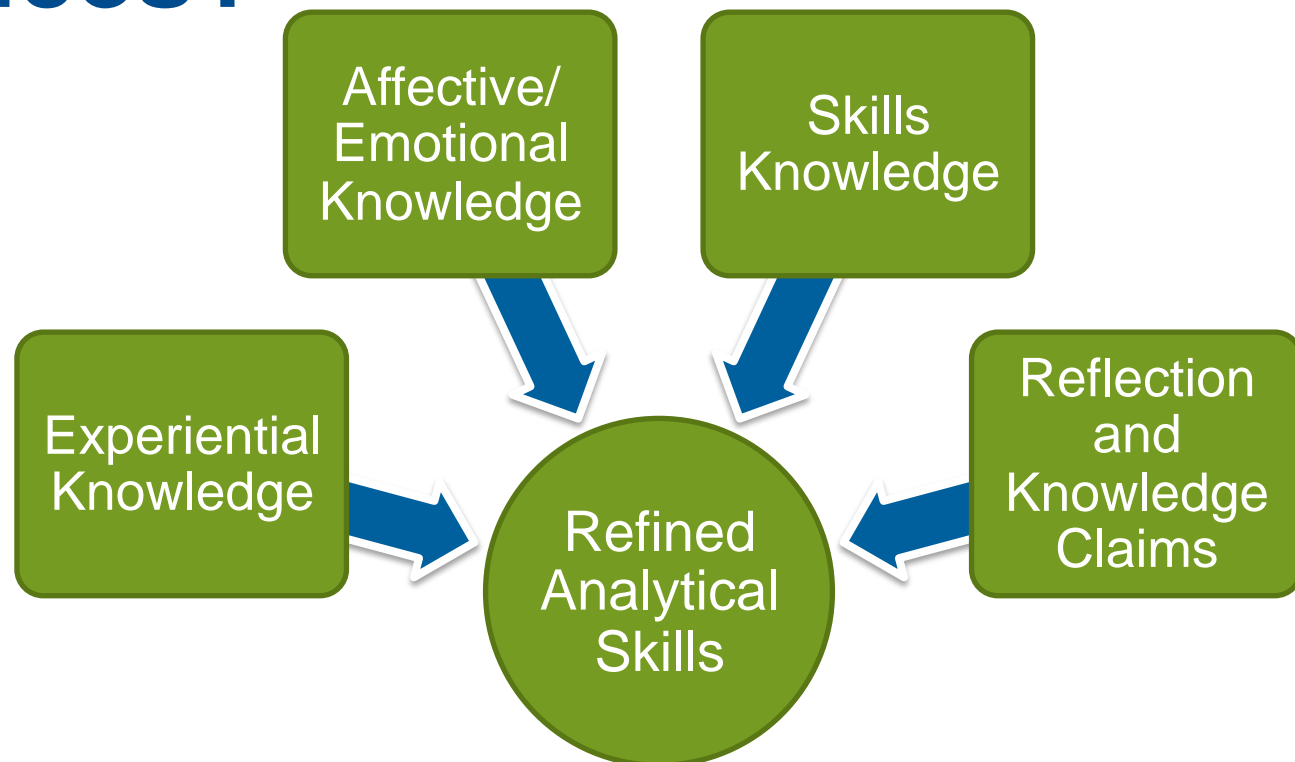 Affective/
Emotional
Knowledge
Skills
Knowledge
Experiential
Knowledge
Reflection
and
Knowledge
Claims
Refined
Analytical
Skills